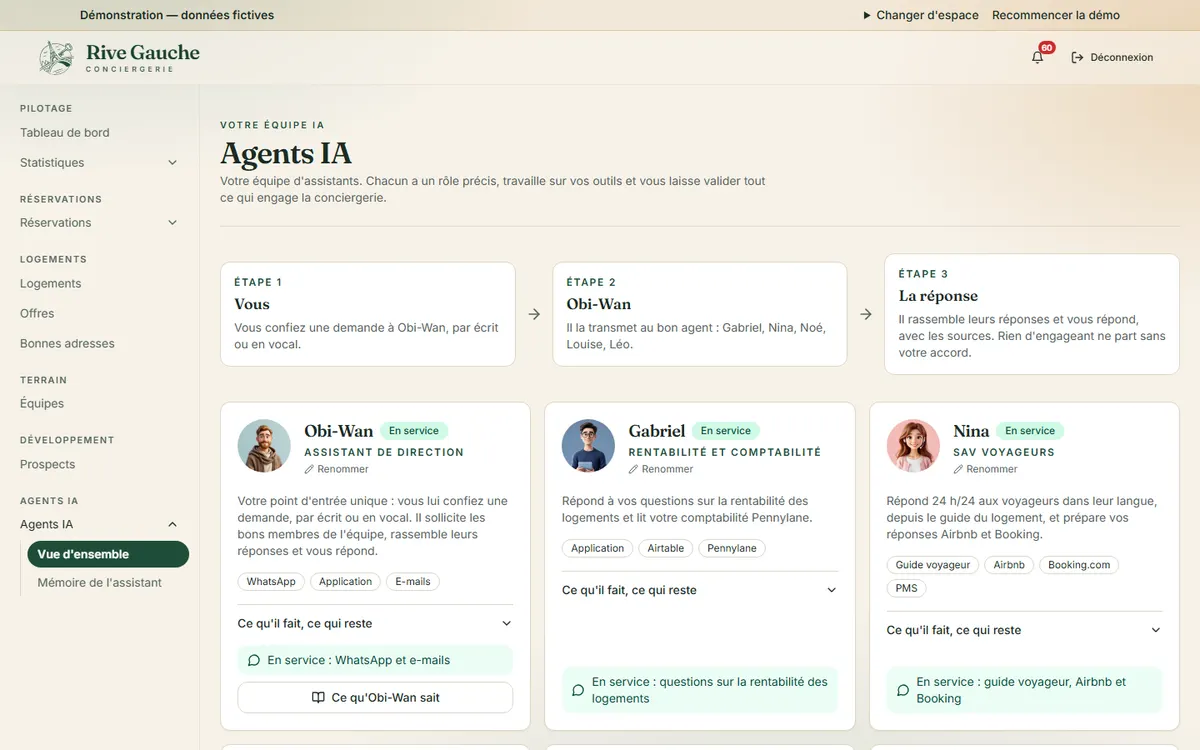 Démonstration — données fictives
▶ Changer d'espace
Recommencer la démo
Rive Gauche
CONCIERGERIE
60
Déconnexion
PILOTAGE
Tableau de bord
Statistiques
RÉSERVATIONS
Réservations
LOGEMENTS
Logements
Offres
Bonnes adresses
TERRAIN
Équipes
DÉVELOPPEMENT
Prospects
AGENTS IA
Agents IA
Vue d'ensemble
Mémoire de l'assistant
VOTRE ÉQUIPE IA
Agents IA
Votre équipe d'assistants. Chacun a un rôle précis, travaille sur vos outils et vous laisse valider tout
ce qui engage la conciergerie.
ÉTAPE 1
Vous
Vous confiez une demande à Obi-Wan, par écrit
ou en vocal.
→
ÉTAPE 2
Obi-Wan
Il la transmet au bon agent : Gabriel, Nina, Noé,
Louise, Léo.
→
ÉTAPE 3
La réponse
Il rassemble leurs réponses et vous répond,
avec les sources. Rien d'engageant ne part sans
votre accord.
Obi-Wan
En service
ASSISTANT DE DIRECTION
Renommer
Votre point d'entrée unique : vous lui confiez une
demande, par écrit ou en vocal. Il sollicite les
bons membres de l'équipe, rassemble leurs
réponses et vous répond.
WhatsApp
Application
E-mails
Ce qu'il fait, ce qui reste
En service : WhatsApp et e-mails
Ce qu'Obi-Wan sait
Gabriel
En service
RENTABILITÉ ET COMPTABILITÉ
Renommer
Répond à vos questions sur la rentabilité des
logements et lit votre comptabilité Pennylane.
Application
Airtable
Pennylane
Ce qu'il fait, ce qui reste
En service : questions sur la rentabilité des
logements
Nina
En service
SAV VOYAGEURS
Renommer
Répond 24 h/24 aux voyageurs dans leur langue,
depuis le guide du logement, et prépare vos
réponses Airbnb et Booking.
Guide voyageur
Airbnb
Booking.com
PMS
Ce qu'il fait, ce qui reste
En service : guide voyageur, Airbnb et
Booking